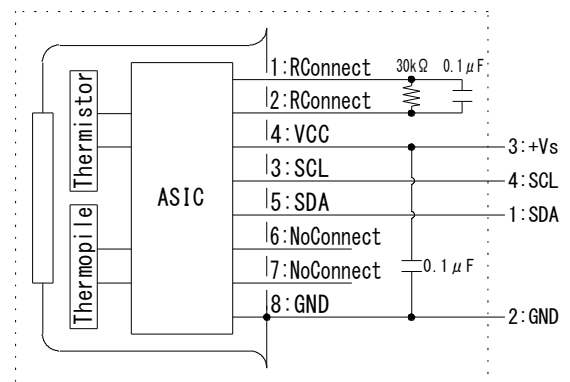 1:RConnect
30kΩ
0.1μF
2:RConnect
4:VCC
3:+Vs
3:SCL
4:SCL
5:SDA
1:SDA
6:NoConnect
7:NoConnect
0.1μF
8:GND
2:GND
Thermistor
ASIC
Thermopile